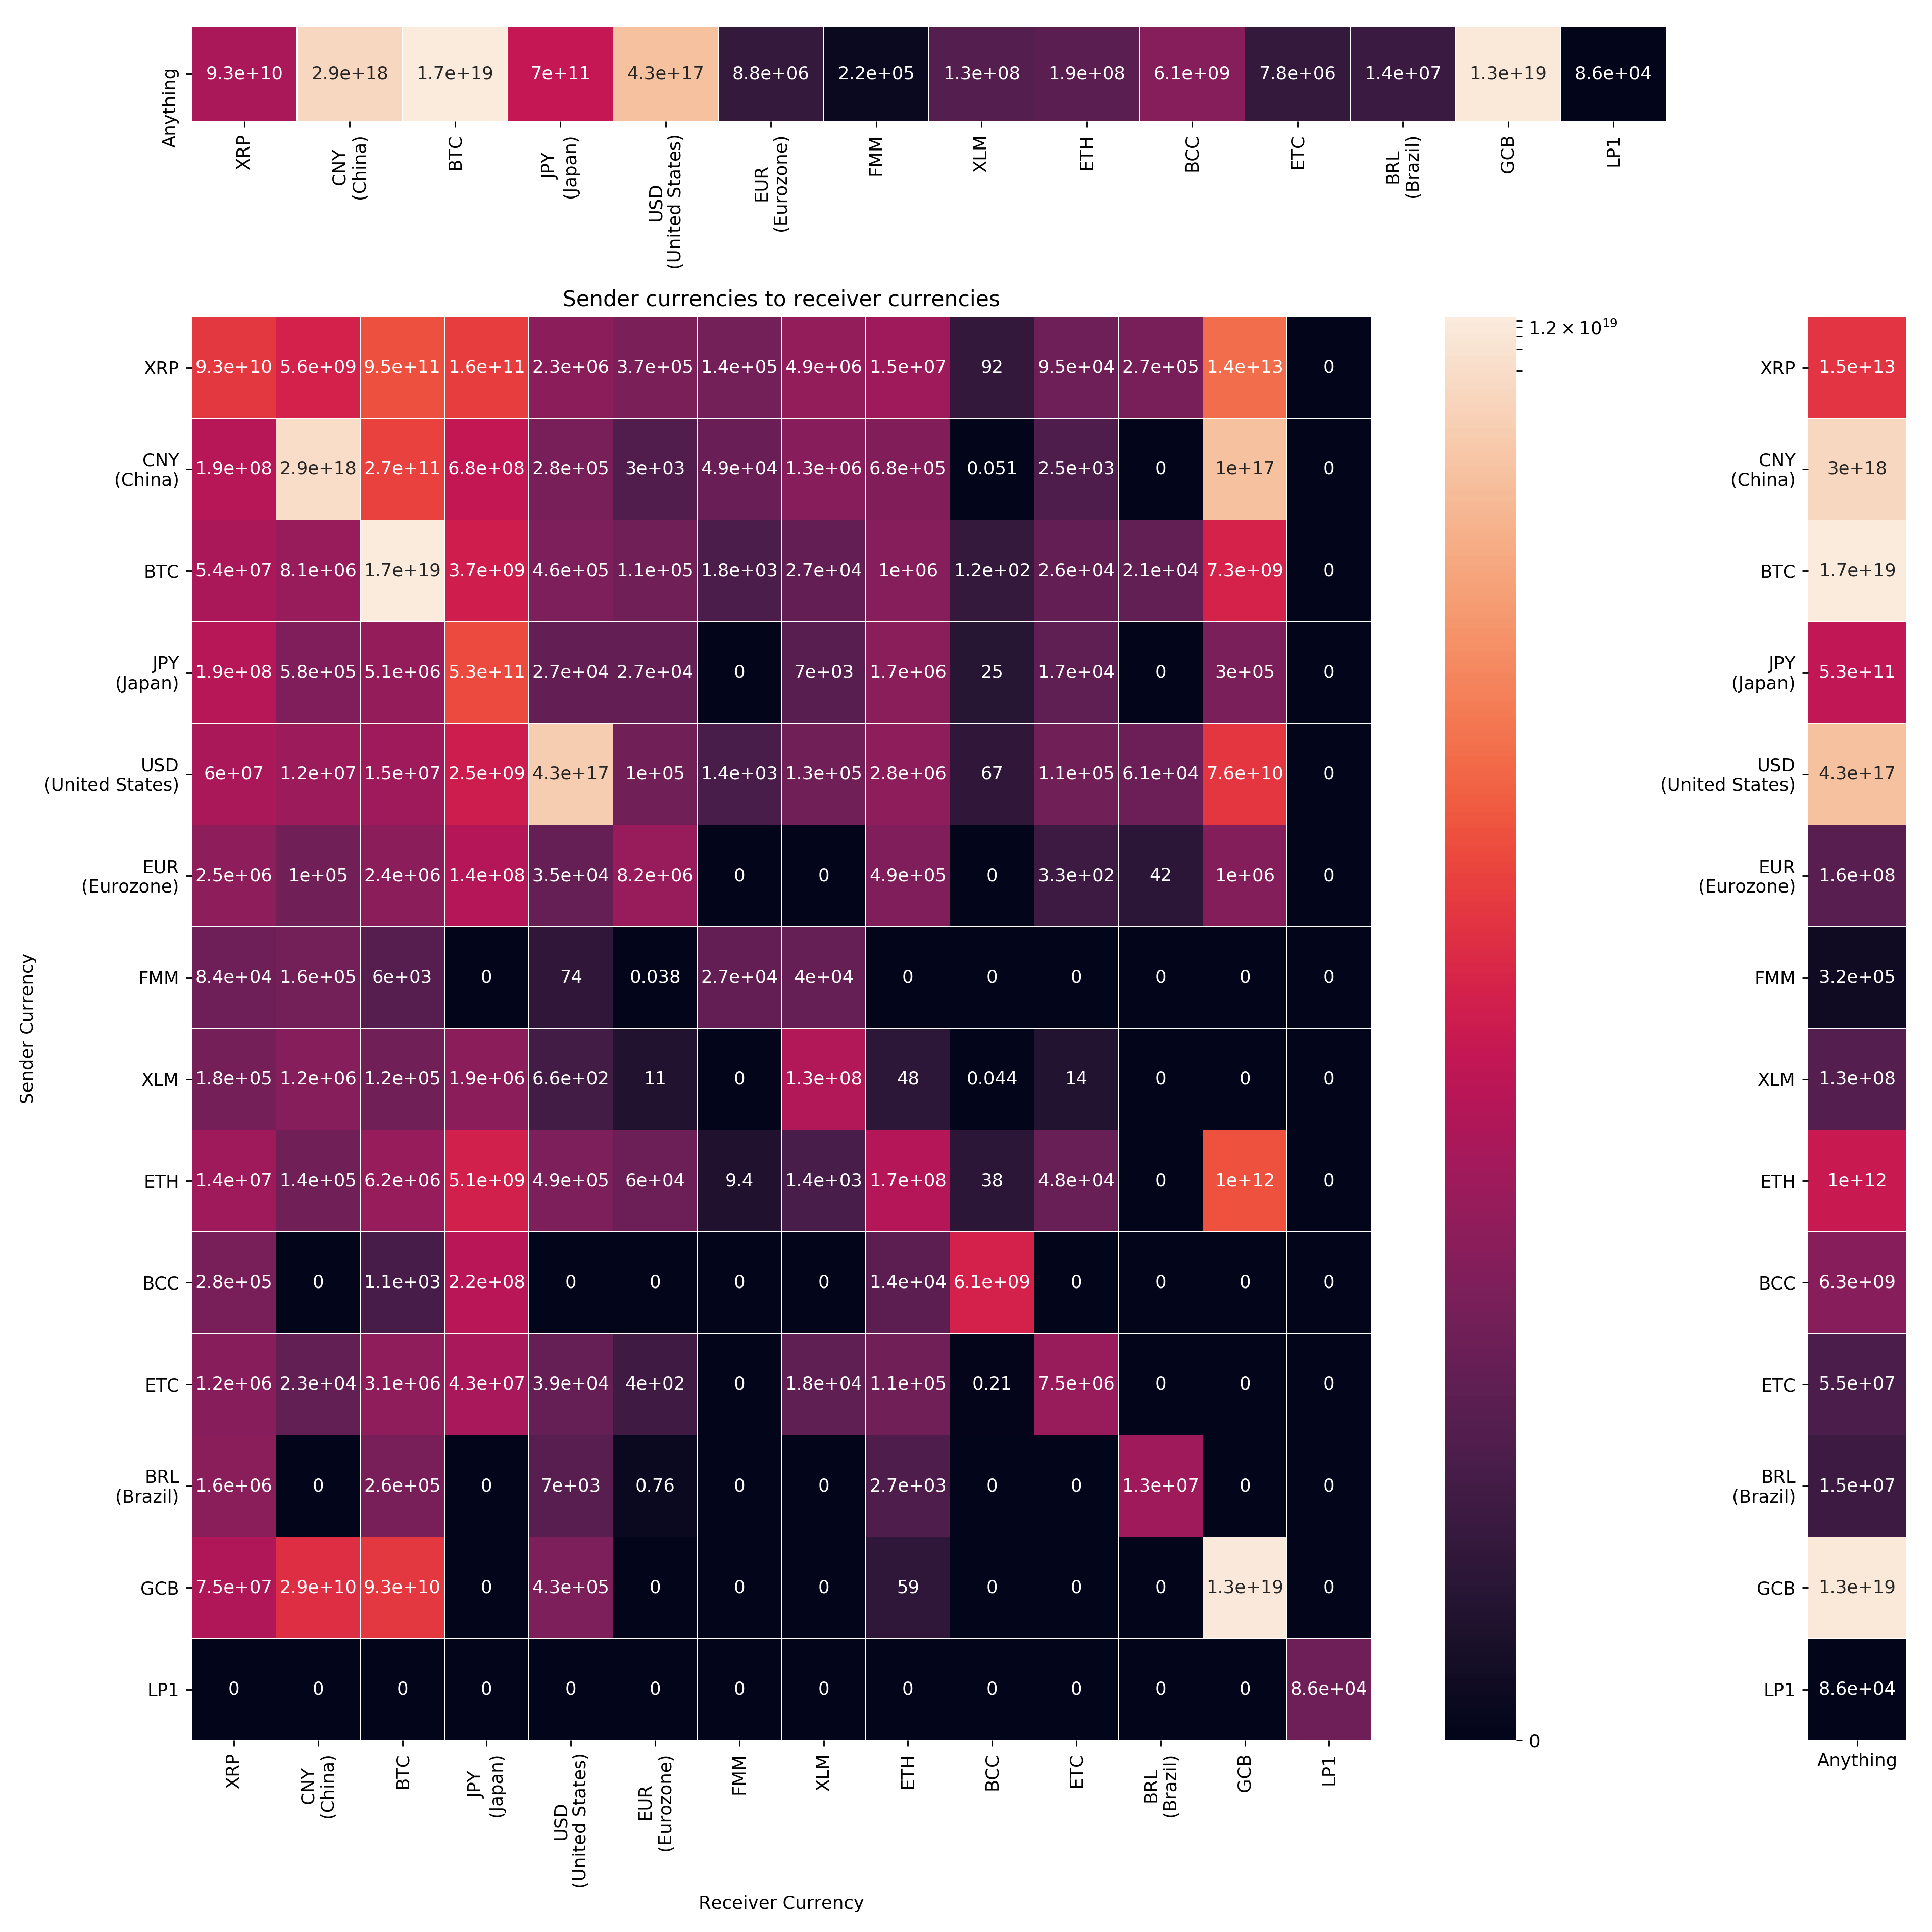 Anything
9.3e+10 2.9e+18 1.7e+19 7e+11 4.3e+17 8.8e+06 2.2e+05 1.3e+08 1.9e+08 6.1e+09 7.8e+06 1.4e+07 1.3e+19 8.6e+04
XRP
CNY
(China)
BTC
JPY
(Japan)
USD
(United States)
EUR
(Eurozone)
FMM
XLM
ETH
BCC
ETC
BRL
(Brazil)
GCB
LP1
Sender currencies to receiver currencies
Sender Currency
XRP
9.3e+10 5.6e+09 9.5e+11 1.6e+11 2.3e+06 3.7e+05 1.4e+05 4.9e+06 1.5e+07 92 9.5e+04 2.7e+05 1.4e+13 0
CNY
(China)
1.9e+08 2.9e+18 2.7e+11 6.8e+08 2.8e+05 3e+03 4.9e+04 1.3e+06 6.8e+05 0.051 2.5e+03 0 1e+17 0
BTC
5.4e+07 8.1e+06 1.7e+19 3.7e+09 4.6e+05 1.1e+05 1.8e+03 2.7e+04 1e+06 1.2e+02 2.6e+04 2.1e+04 7.3e+09 0
JPY
(Japan)
1.9e+08 5.8e+05 5.1e+06 5.3e+11 2.7e+04 2.7e+04 0 7e+03 1.7e+06 25 1.7e+04 0 3e+05 0
USD
(United States)
6e+07 1.2e+07 1.5e+07 2.5e+09 4.3e+17 1e+05 1.4e+03 1.3e+05 2.8e+06 67 1.1e+05 6.1e+04 7.6e+10 0
EUR
(Eurozone)
2.5e+06 1e+05 2.4e+06 1.4e+08 3.5e+04 8.2e+06 0 0 4.9e+05 0 3.3e+02 42 1e+06 0
FMM
8.4e+04 1.6e+05 6e+03 0 74 0.038 2.7e+04 4e+04 0 0 0 0 0 0
XLM
1.8e+05 1.2e+06 1.2e+05 1.9e+06 6.6e+02 11 0 1.3e+08 48 0.044 14 0 0 0
ETH
1.4e+07 1.4e+05 6.2e+06 5.1e+09 4.9e+05 6e+04 9.4 1.4e+03 1.7e+08 38 4.8e+04 0 1e+12 0
BCC
2.8e+05 0 1.1e+03 2.2e+08 0 0 0 0 1.4e+04 6.1e+09 0 0 0 0
ETC
1.2e+06 2.3e+04 3.1e+06 4.3e+07 3.9e+04 4e+02 0 1.8e+04 1.1e+05 0.21 7.5e+06 0 0 0
BRL
(Brazil)
1.6e+06 0 2.6e+05 0 7e+03 0.76 0 0 2.7e+03 0 0 1.3e+07 0 0
GCB
7.5e+07 2.9e+10 9.3e+10 0 4.3e+05 0 0 0 59 0 0 0 1.3e+19 0
LP1
0 0 0 0 0 0 0 0 0 0 0 0 0 8.6e+04
XRP
CNY
(China)
BTC
JPY
(Japan)
USD
(United States)
EUR
(Eurozone)
FMM
XLM
ETH
BCC
ETC
BRL
(Brazil)
GCB
LP1
Receiver Currency
1.2 × 10¹⁹
0
XRP
1.5e+13
CNY
(China)
3e+18
BTC
1.7e+19
JPY
(Japan)
5.3e+11
USD
(United States)
4.3e+17
EUR
(Eurozone)
1.6e+08
FMM
3.2e+05
XLM
1.3e+08
ETH
1e+12
BCC
6.3e+09
ETC
5.5e+07
BRL
(Brazil)
1.5e+07
GCB
1.3e+19
LP1
8.6e+04
Anything